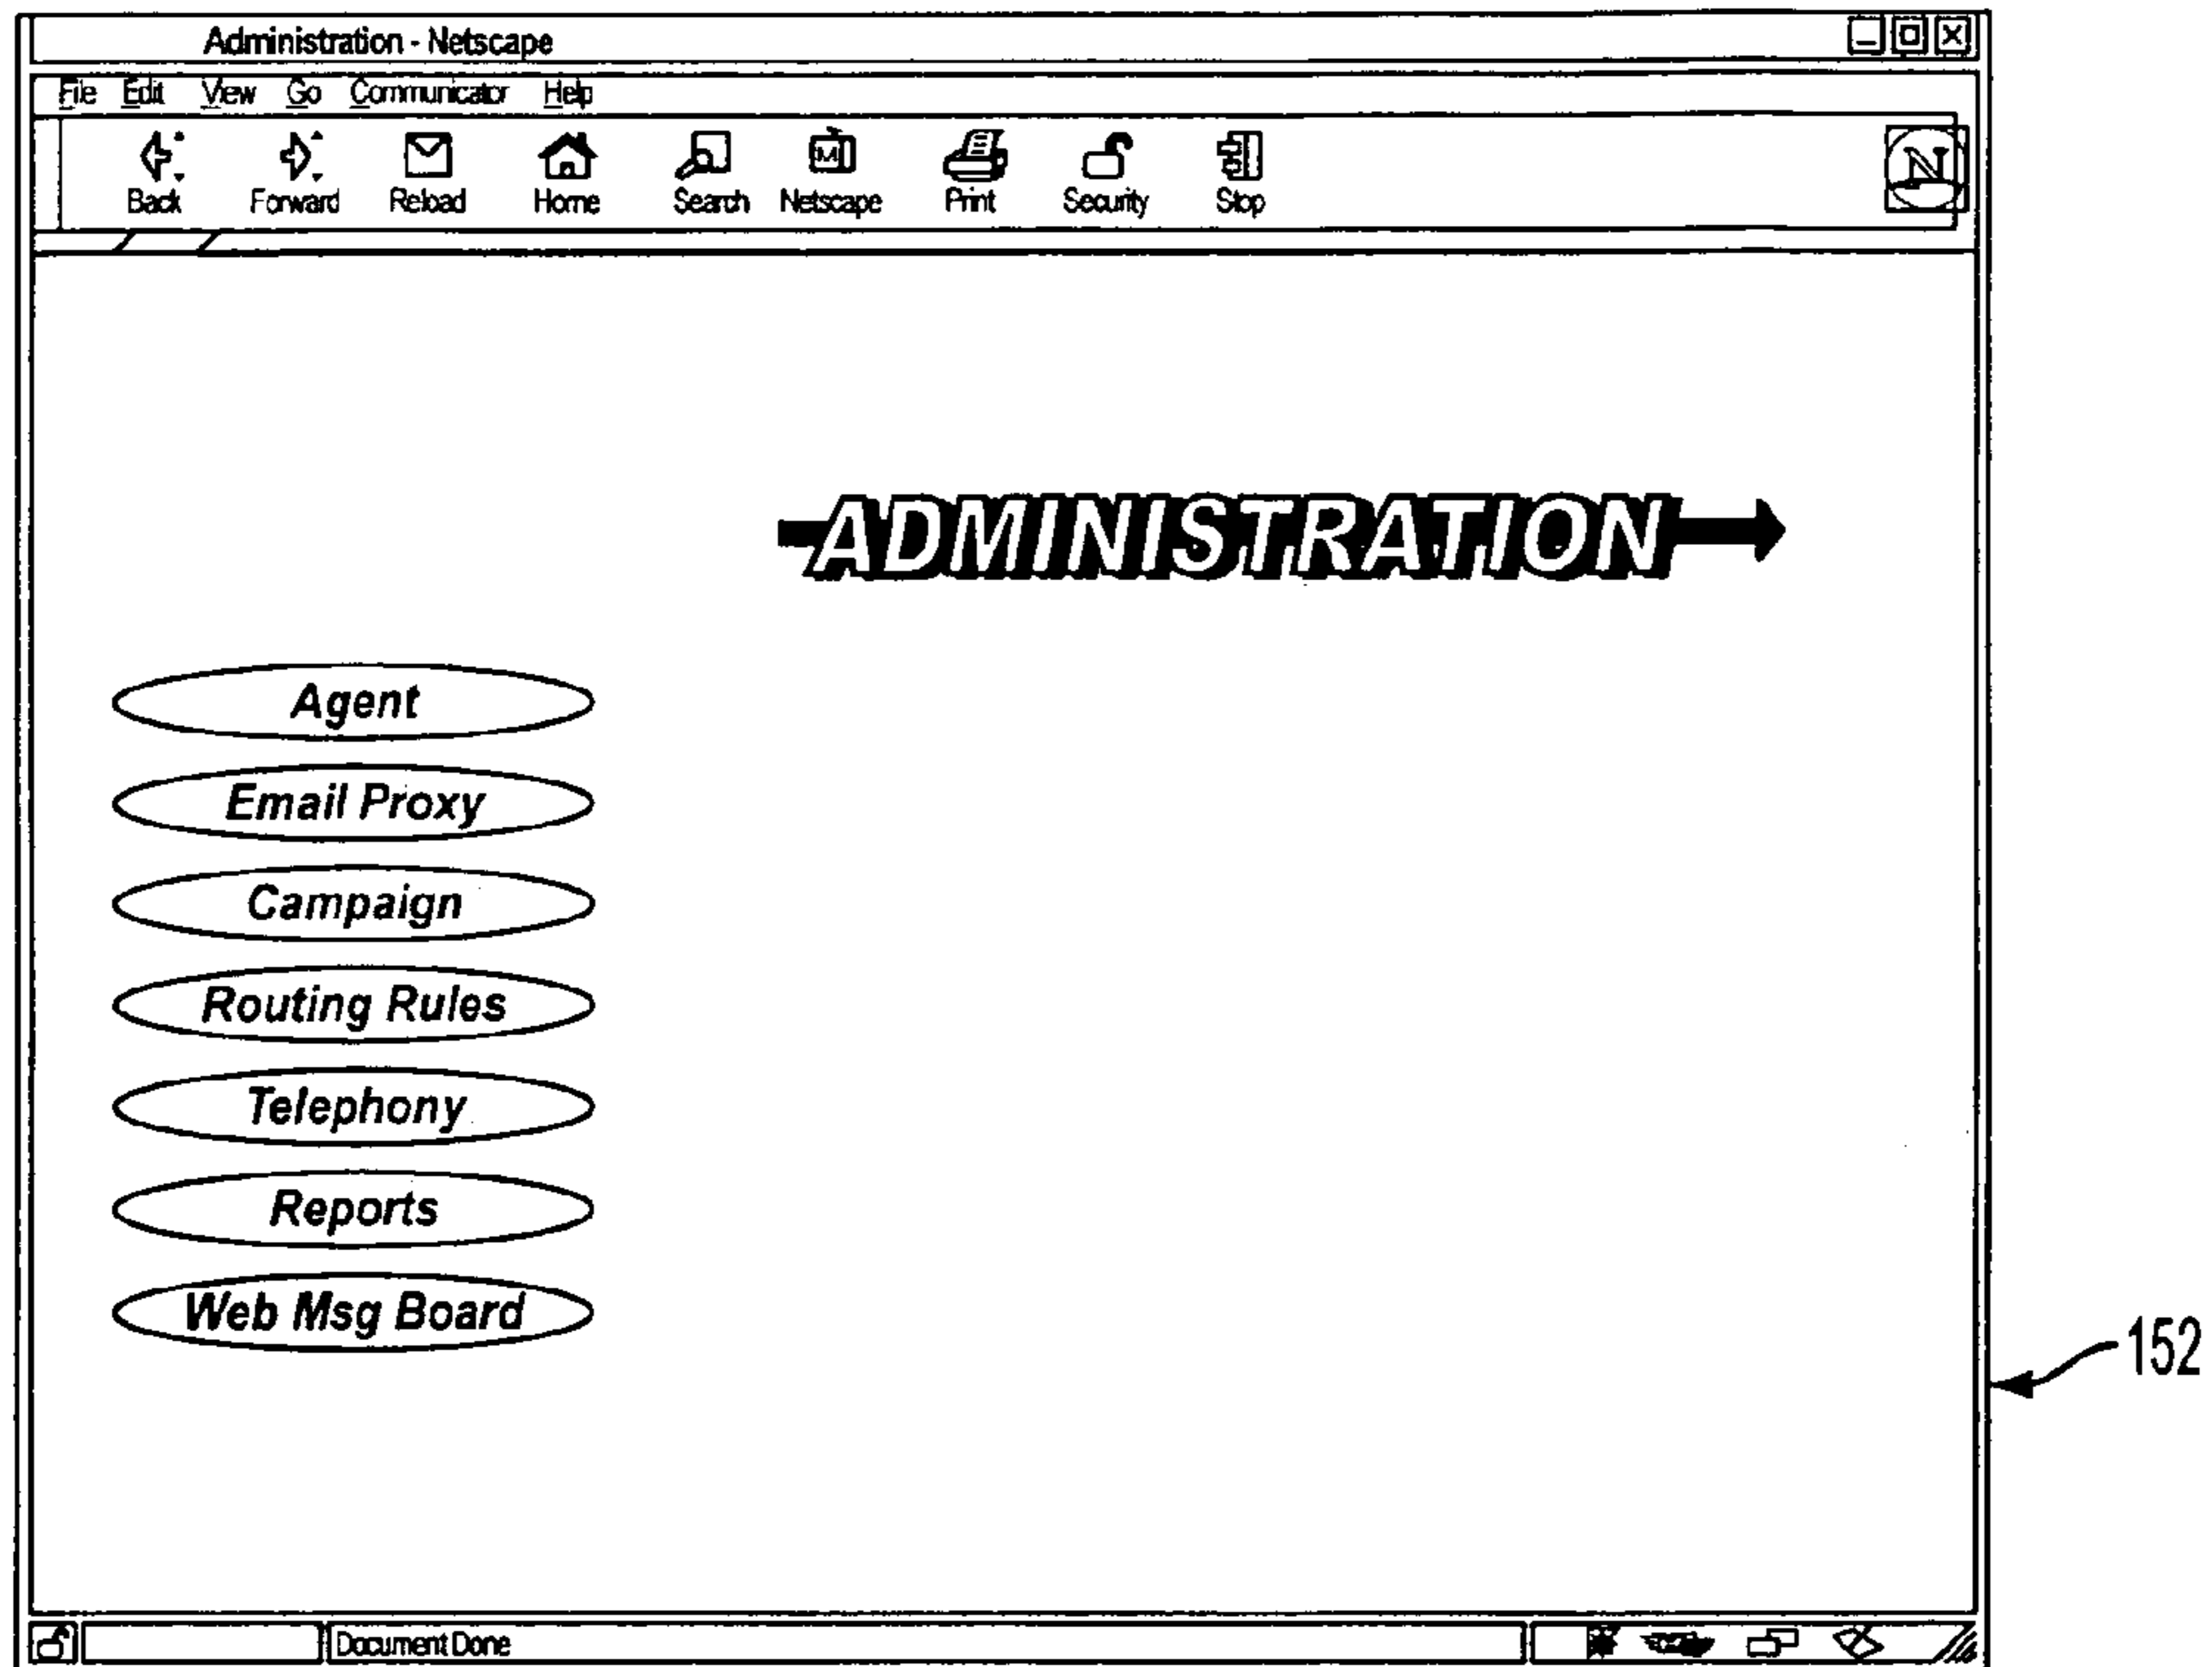 Administration - Netscape
File Edit View Go Communicator Help
Back Forward Reload Home Search Netscape Print Security Stop
N
ADMINISTRATION
Agent
Email Proxy
Campaign
Routing Rules
Telephony
Reports
Web Msg Board
152
Document Done